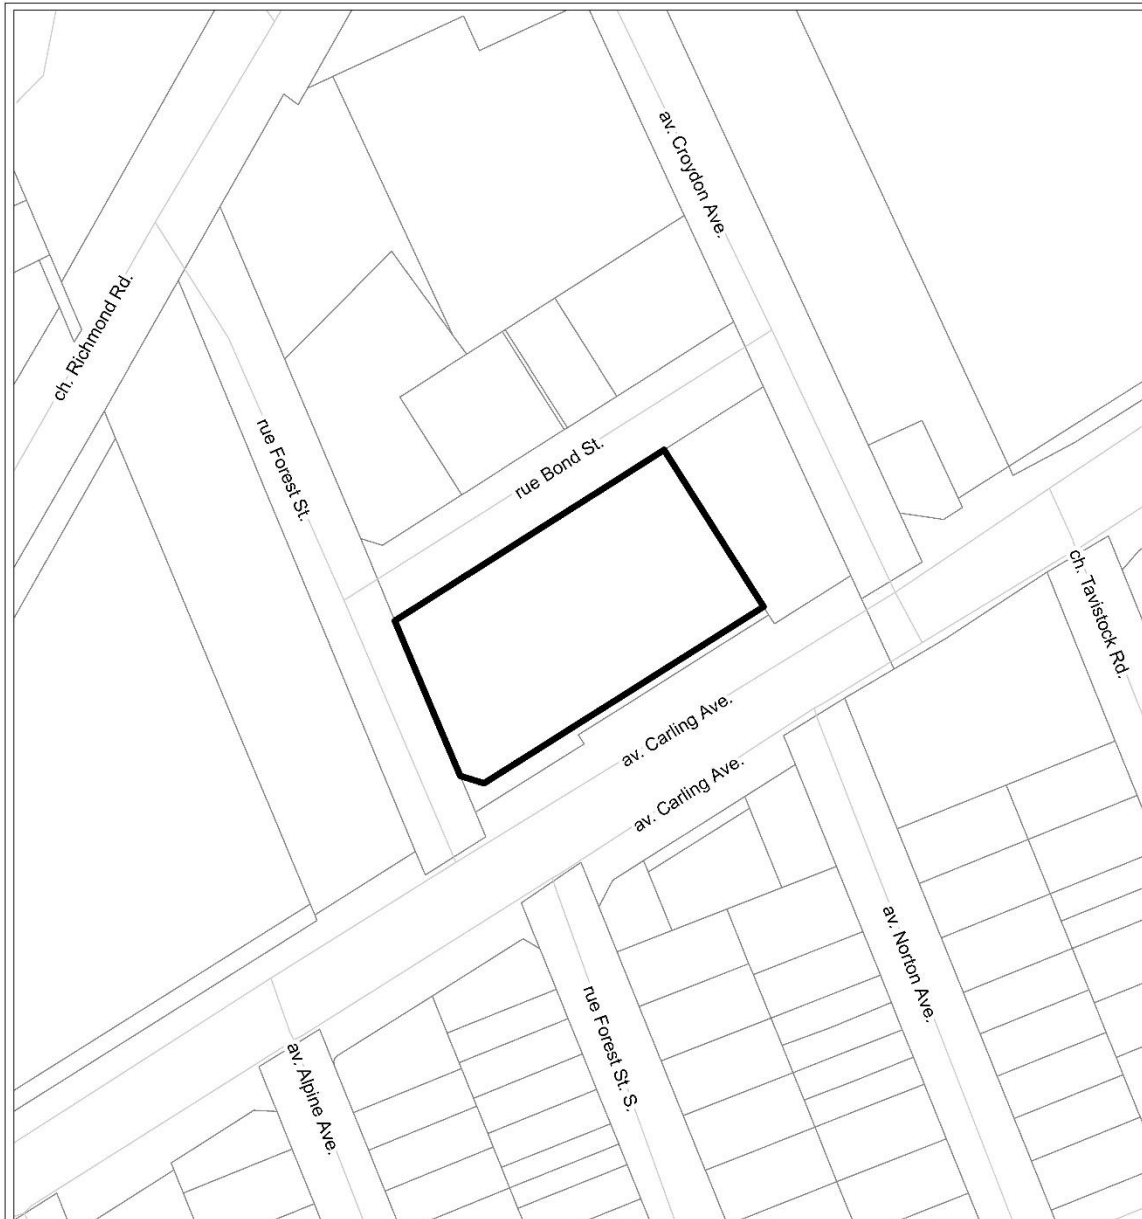 av. Croydon Ave.
ch. Richmond Rd.
rue Forest St.
rue Bond St.
ch. Tavistock Rd.
av. Carling Ave.
av. Carling Ave.
av. Norton Ave.
rue Forest St. S.
av. Alpine Ave.